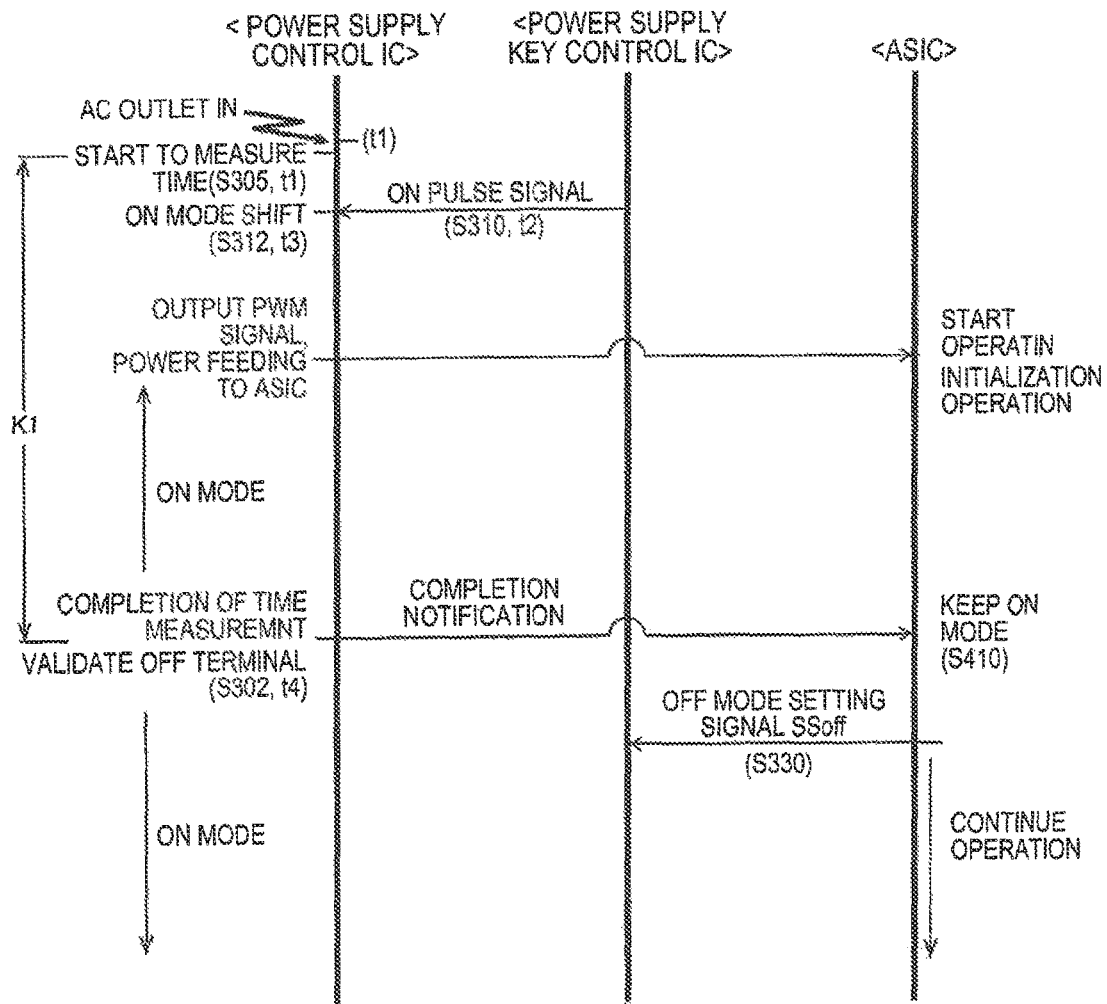 < POWER SUPPLY
CONTROL IC>
<POWER SUPPLY
KEY CONTROL IC>
<ASIC>
AC OUTLET IN
(t1)
START TO MEASURE
TIME(S305, t1)
ON PULSE SIGNAL
(S310, t2)
ON MODE SHIFT
(S312, t3)
OUTPUT PWM
SIGNAL,
POWER FEEDING
TO ASIC
START
OPERATIN
INITIALIZATION
OPERATION
K1
ON MODE
COMPLETION OF TIME
MEASUREMNT
COMPLETION
NOTIFICATION
KEEP ON
MODE
(S410)
VALIDATE OFF TERMINAL
(S302, t4)
OFF MODE SETTING
SIGNAL SSoff
(S330)
ON MODE
CONTINUE
OPERATION